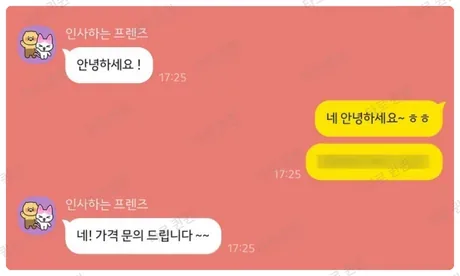 인사하는 프렌즈
안녕하세요 !
17:25
네 안녕하세요~ ㅎㅎ
17:25
인사하는 프렌즈
네! 가격 문의 드립니다 ~~
17:25